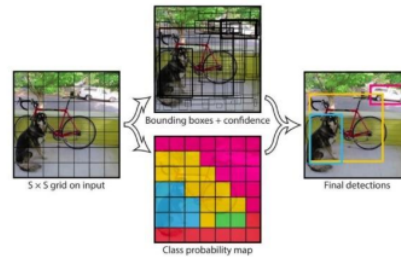 Bounding boxes + confidence
S × S grid on input
Final detections
Class probability map